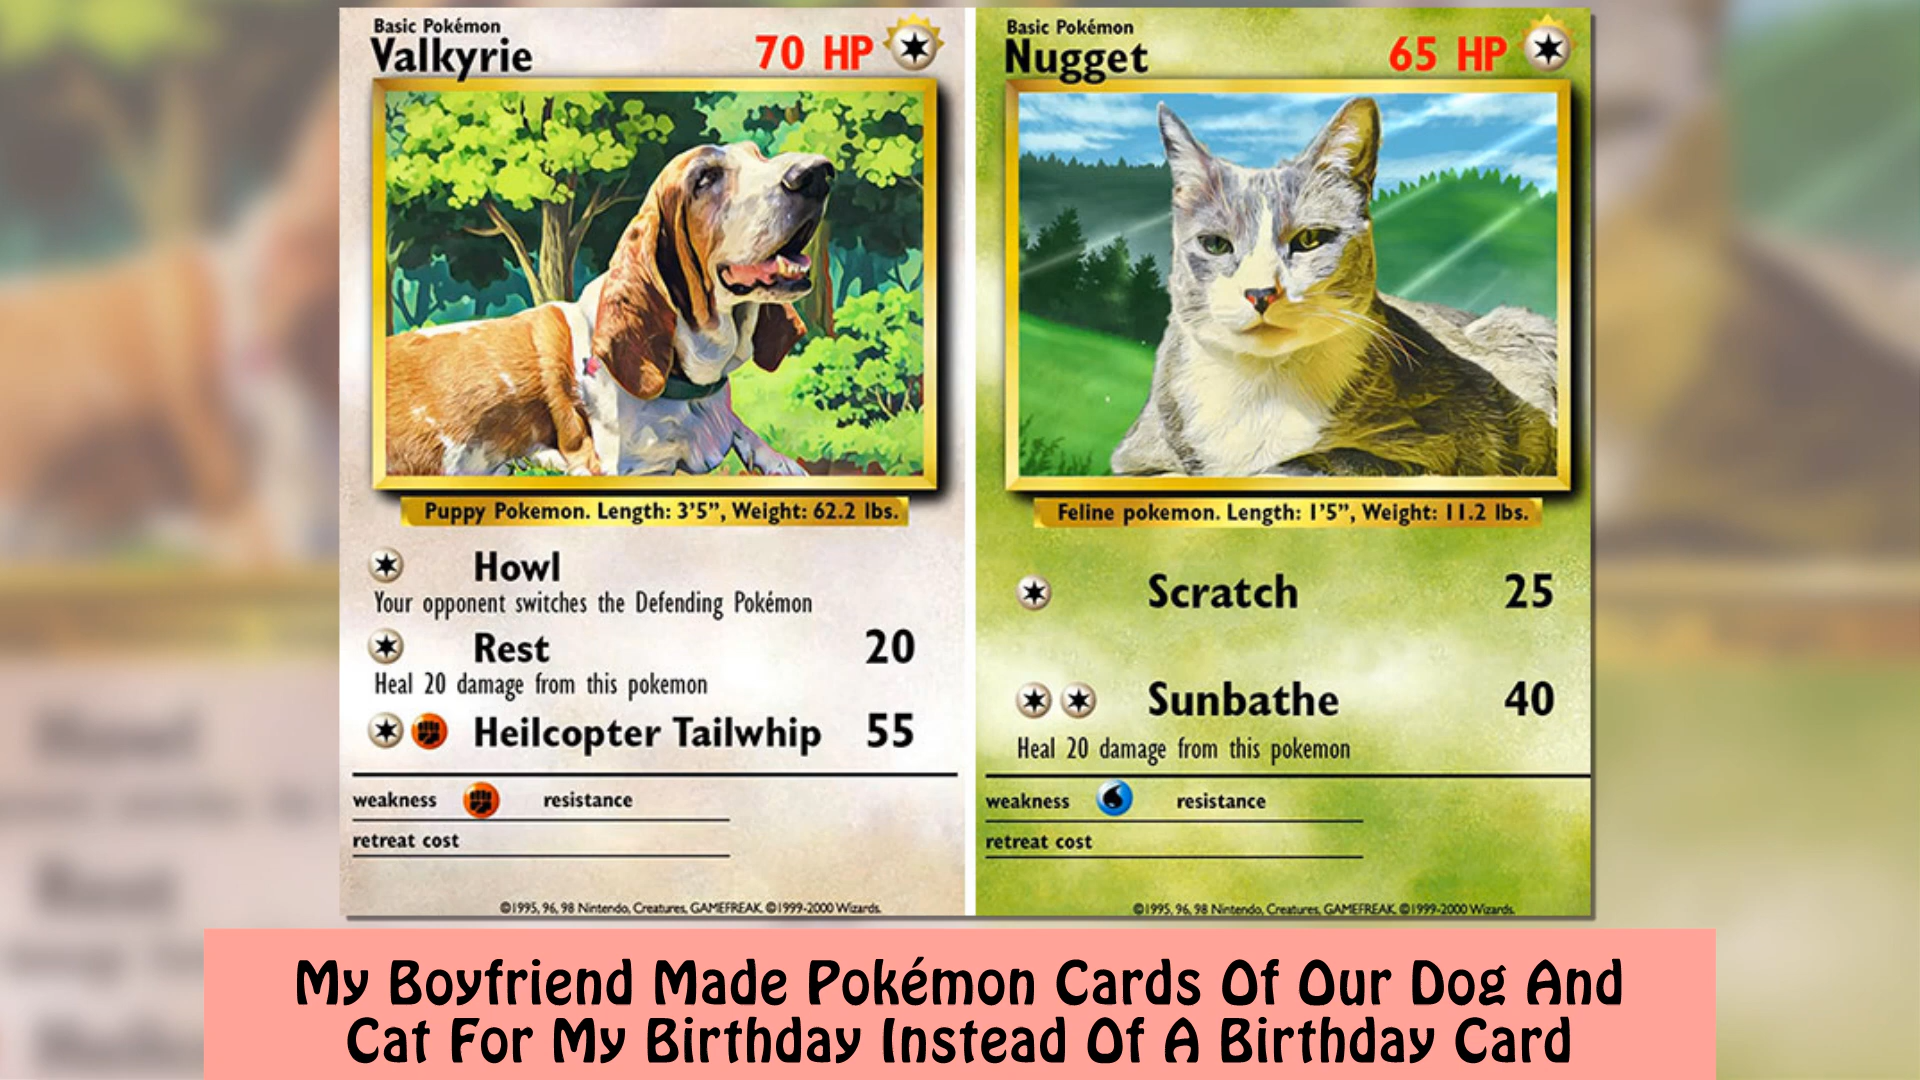 Basic Pokémon
Valkyrie
70 HP
Puppy Pokemon. Length: 3'5", Weight: 62.2 lbs.
Howl
Your opponent switches the Defending Pokémon
Rest 20
Heal 20 damage from this pokemon
Heilcopter Tailwhip 55
weakness resistance
retreat cost
©1995, 96, 98 Nintendo, Creatures, GAMEFREAK, ©1999-2000 Wizards.
Basic Pokémon
Nugget
65 HP
Feline pokemon. Length: 1'5", Weight: 11.2 lbs.
Scratch 25
Sunbathe 40
Heal 20 damage from this pokemon
weakness resistance
retreat cost
©1995, 96, 98 Nintendo, Creatures, GAMEFREAK, ©1999-2000 Wizards.
My Boyfriend Made Pokémon Cards Of Our Dog And
Cat For My Birthday Instead Of A Birthday Card